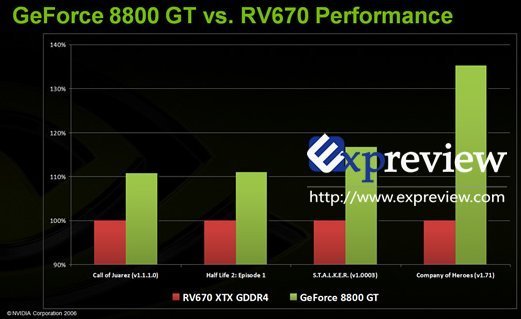 GeForce 8800 GT vs. RV670 Performance
140%
130%
120%
110%
100%
90%
Expreview
http://www.expreview.com
Call of Juarez (v1.1.1.0)
Half Life 2: Episode 1
S.T.A.L.K.E.R. (v1.0003)
Company of Heroes (v1.71)
RV670 XTX GDDR4
GeForce 8800 GT
© NVIDIA Corporation 2006